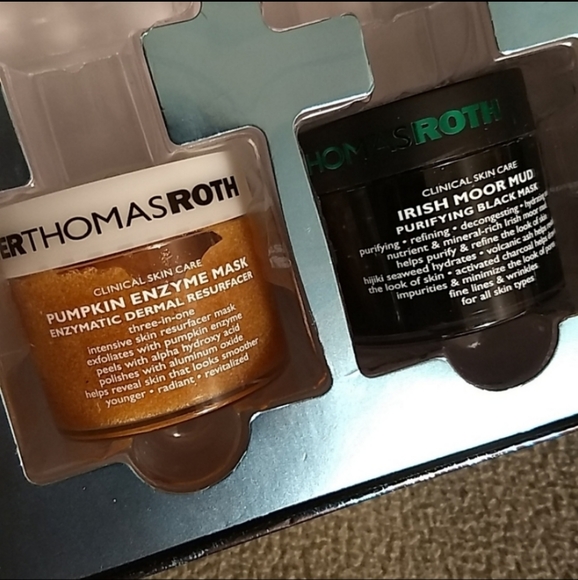 ERTHOMASROTH
CLINICAL SKIN CARE
PUMPKIN ENZYME MASK
ENZYMATIC DERMAL RESURFACER
three-in-one
intensive skin resurfacer mask
exfoliates with pumpkin enzyme
peels with alpha hydroxy acid
polishes with aluminum oxide
helps reveal skin that looks smoother
younger • radiant • revitalized
HOMASROTH
CLINICAL SKIN CARE
IRISH MOOR MUD
PURIFYING BLACK MASK
purifying • refining • decongesting • hydrating
nutrient & mineral-rich Irish moor
helps purify & refine the look of
hijiki seaweed hydrates • volcanic ash helps
the look of skin • activated charcoal helps
impurities & minimize the look of
fine lines & wrinkles
for all skin types